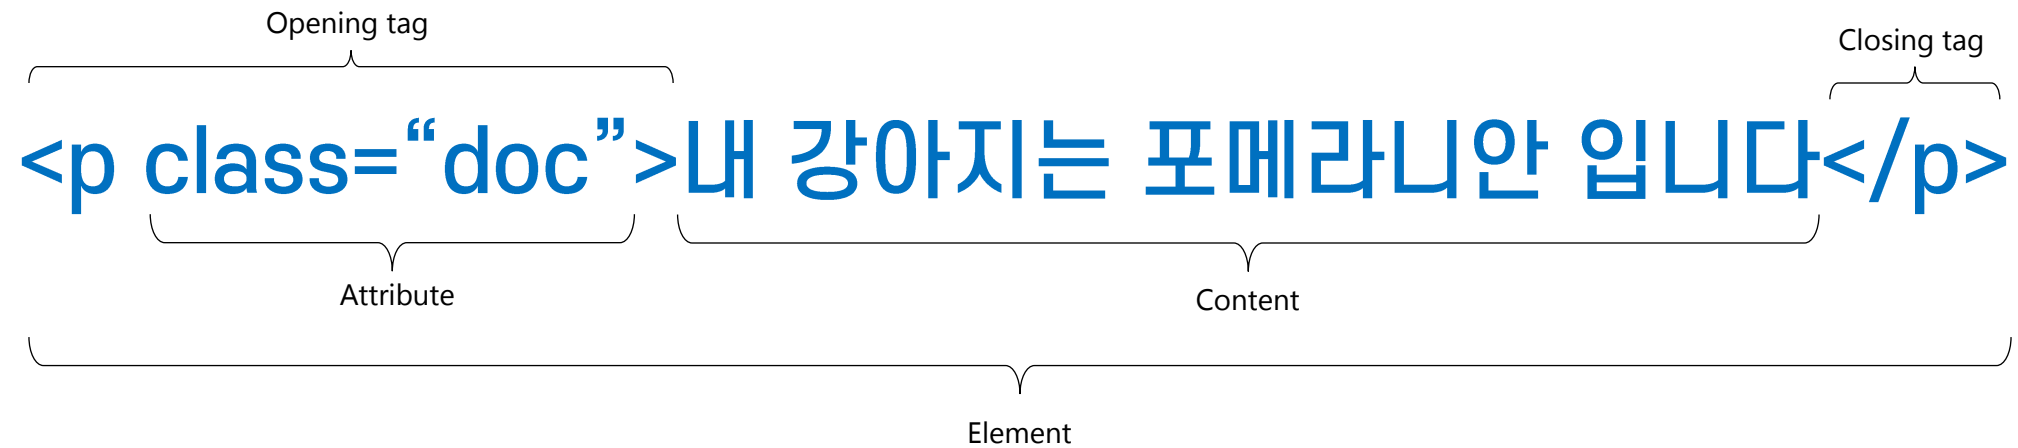 Opening tag
Closing tag
<p class=“doc”>내 강아지는 포메라니안 입니다</p>
Attribute
Content
Element